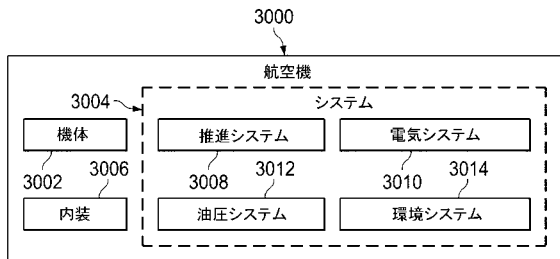 3000
航空機
3004
システム
機体
推進システム
電気システム
3002
3006
3008
3012
3010
3014
内装
油圧システム
環境システム